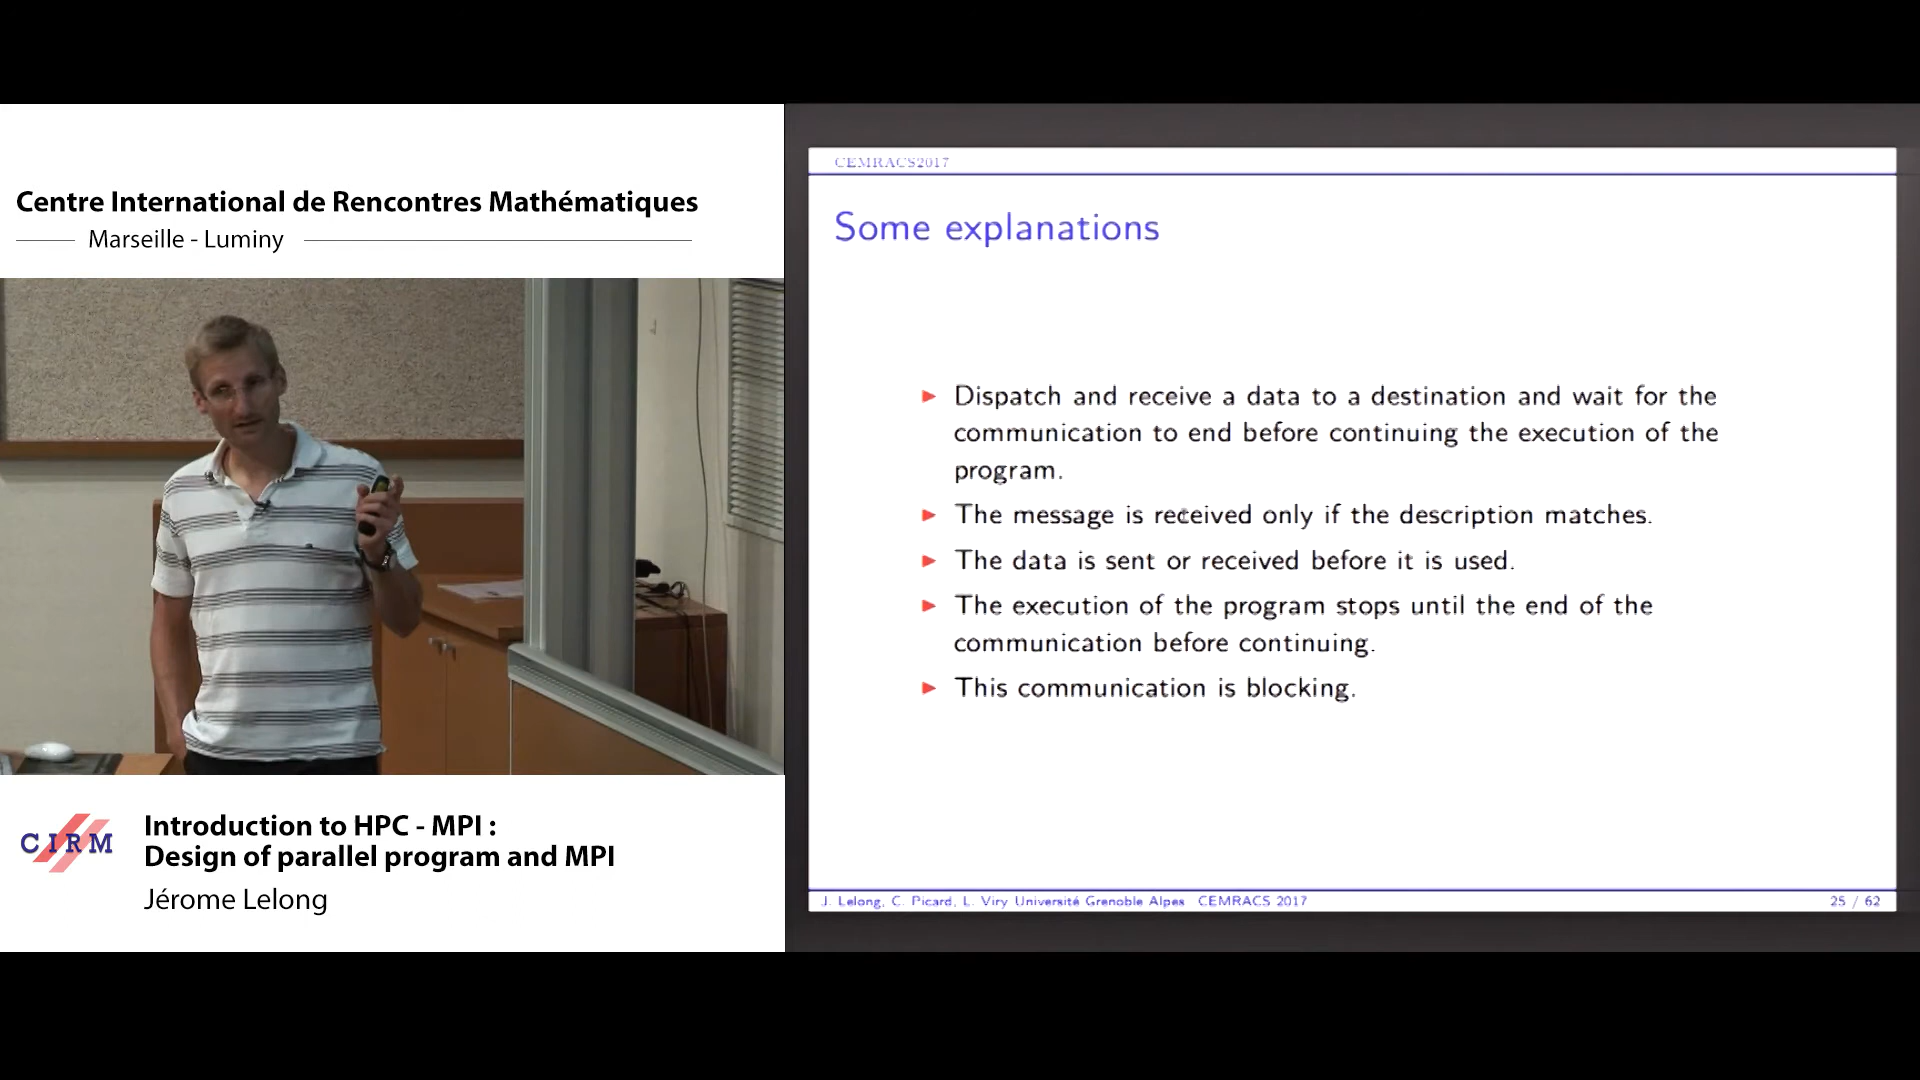 Centre International de Rencontres Mathématiques
Marseille - Luminy
CIRM
Introduction to HPC - MPI :
Design of parallel program and MPI
Jérome Lelong
CEMRACS2017
Some explanations
Dispatch and receive a data to a destination and wait for the
communication to end before continuing the execution of the
program.
The message is received only if the description matches.
The data is sent or received before it is used.
The execution of the program stops until the end of the
communication before continuing.
This communication is blocking.
J. Lelong, C. Picard, L. Viry Université Grenoble Alpes CEMRACS 2017
25 / 62